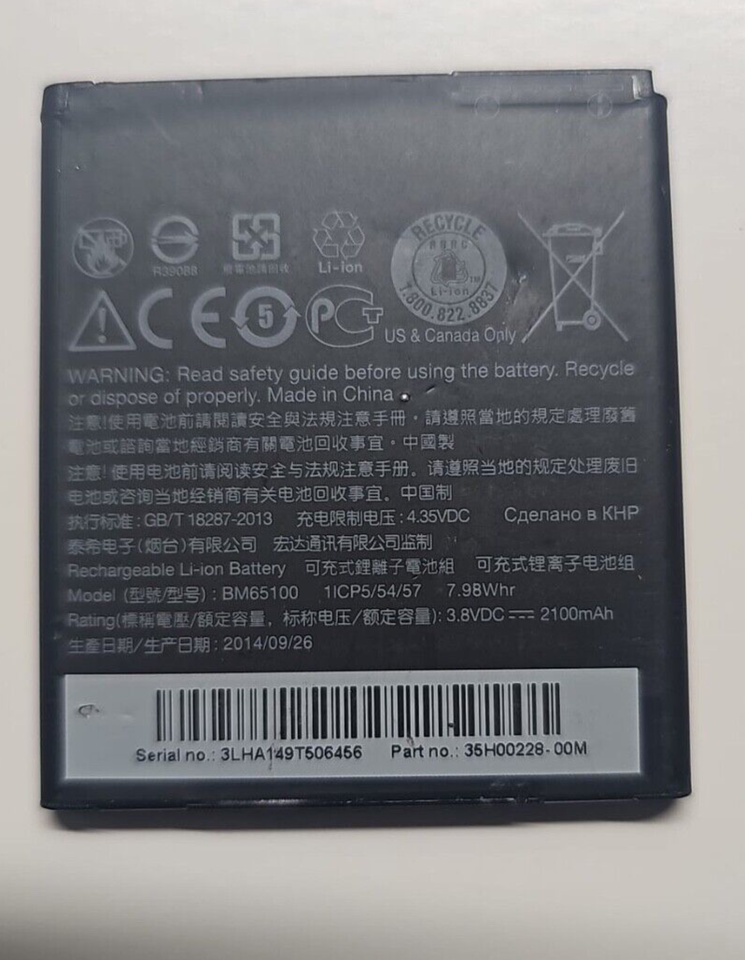 R39088
廢電池請回收
Li-ion
RECYCLE
RBRC
Li-ion
TM
1.800.822.8837
CE
5
US & Canada Only
WARNING: Read safety guide before using the battery. Recycle
or dispose of properly. Made in China
注意!使用電池前請閱讀安全與法規注意手冊，請遵照當地的規定處理廢舊
電池或諮詢當地經銷商有關電池回收事宜。中國製
注意! 使用电池前请阅读安全与法规注意手册。请遵照当地的规定处理废旧
电池或咨询当地经销商有关电池回收事宜。中国制
执行标准: GB/T 18287-2013 充电限制电压: 4.35VDC Сделано в КНР
泰希电子(烟台)有限公司 宏达通讯有限公司监制
Rechargeable Li-ion Battery 可充式鋰離子電池組 可充式锂离子电池组
Model (型號/型号) : BM65100 1ICP5/54/57 7.98Whr
Rating(標稱電壓/額定容量, 标称电压/额定容量): 3.8VDC 2100mAh
生產日期/生产日期 : 2014/09/26
Serial no.: 3LHA149T506456 Part no.: 35H00228-00M